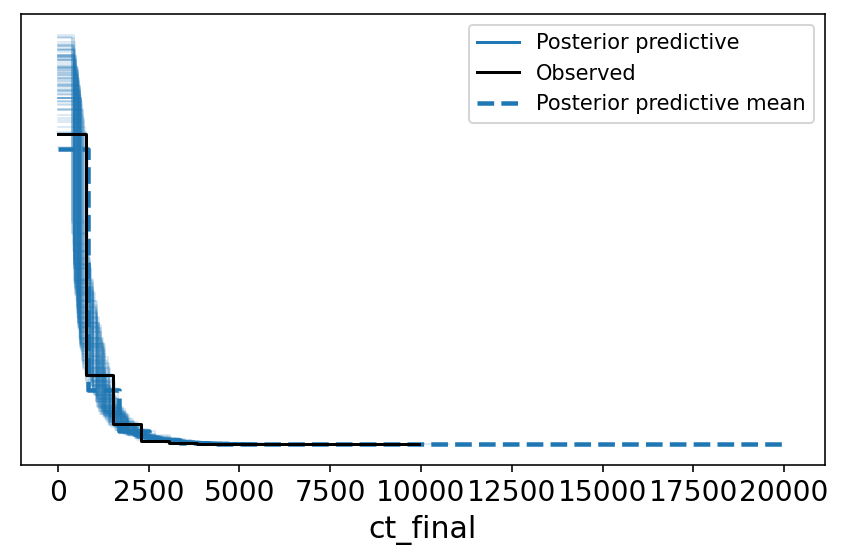 Posterior predictive
Observed
Posterior predictive mean
0 2500 5000 7500 10000 12500 15000 17500 20000
ct_final